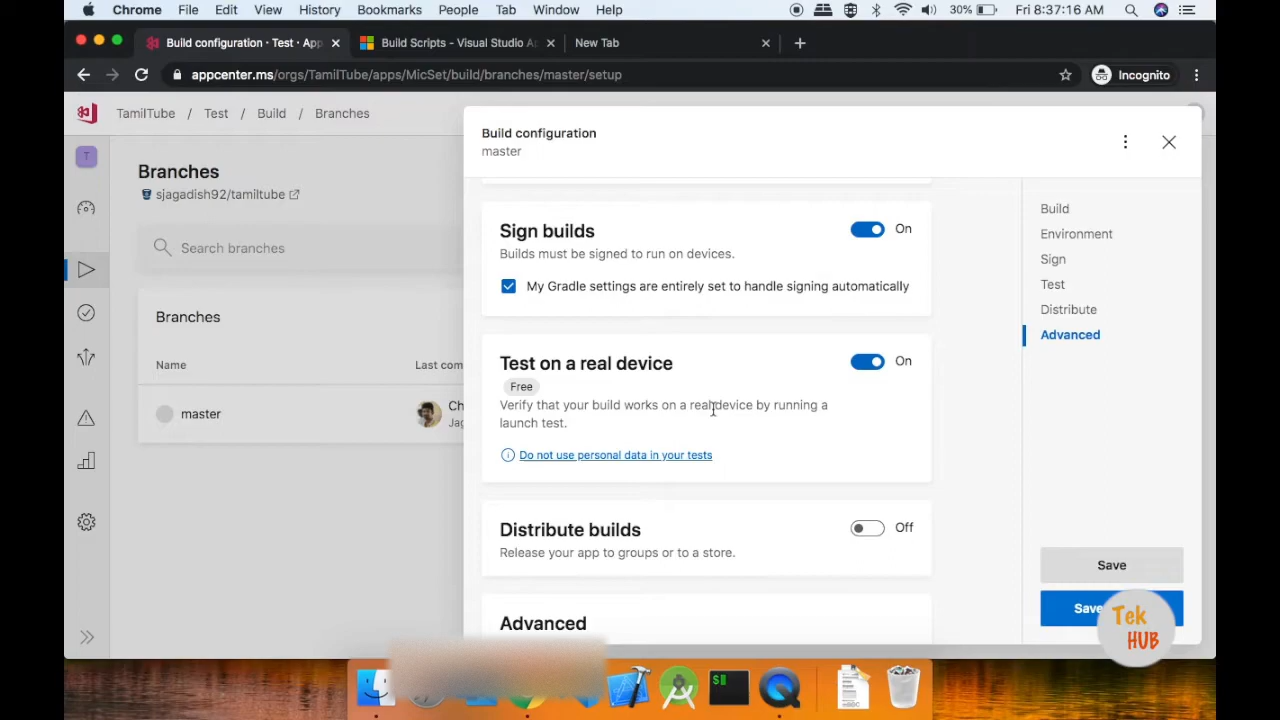 Chrome File Edit View History Bookmarks People Tab Window Help 30% Fri 8:37:16 AM
Build configuration · Test · App Build Scripts - Visual Studio A New Tab
appcenter.ms/orgs/TamilTube/apps/MicSet/build/branches/master/setup Incognito
TamilTube / Test / Build / Branches
Build configuration
master
T
Branches
sjagadish92/tamiltube
Search branches
Branches
Name Last com
master Ch
Jag
Sign builds On
Builds must be signed to run on devices.
My Gradle settings are entirely set to handle signing automatically
Test on a real device On
Free
Verify that your build works on a real device by running a
launch test.
Do not use personal data in your tests
Distribute builds Off
Release your app to groups or to a store.
Advanced
Build
Environment
Sign
Test
Distribute
Advanced
Save
Save
Tek
HUB
$